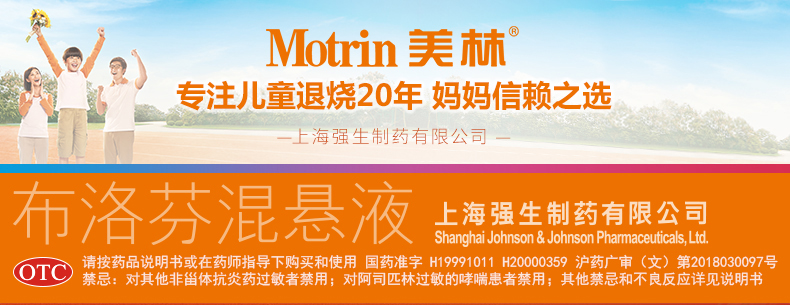 Motrin 美林®
专注儿童退烧20年 妈妈信赖之选
—上海强生制药有限公司 —
布洛芬混悬液
上海强生制药有限公司
Shanghai Johnson & Johnson Pharmaceuticals, Ltd.
OTC
请按药品说明书或在药师指导下购买和使用 国药准字 H19991011 H20000359 沪药广审（文）第2018030097号
禁忌：对其他非甾体抗炎药过敏者禁用；对阿司匹林过敏的哮喘患者禁用；其他禁忌和不良反应详见说明书